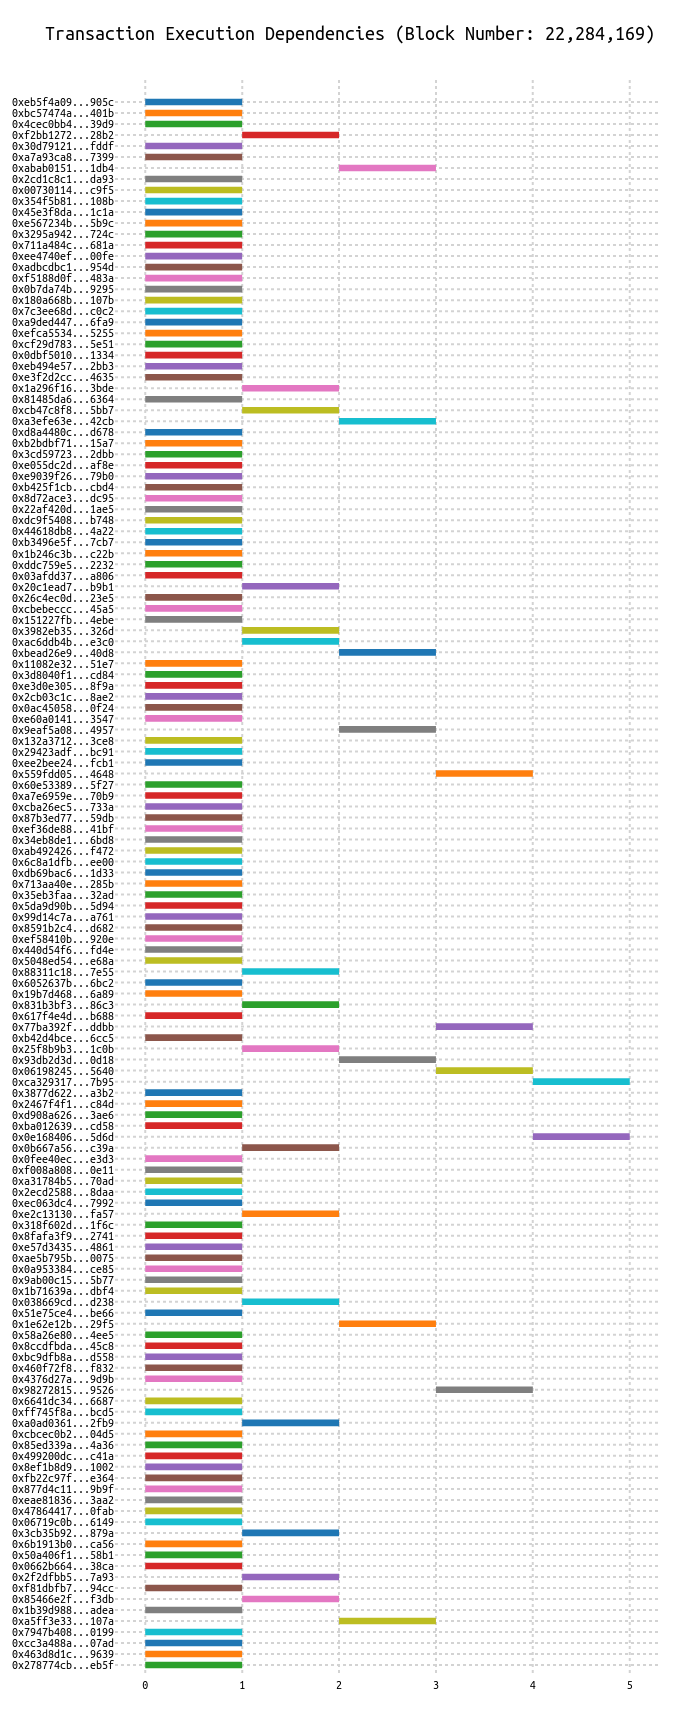 Transaction Execution Dependencies (Block Number: 22,284,169)
0xeb5f4a09...905c
0xbc57474a...401b
0x4cec0bb4...39d9
0xf2bb1272...28b2
0x30d79121...fddf
0xa7a93ca8...7399
0xabab0151...1db4
0x2cd1c8c1...da93
0x00730114...c9f5
0x354f5b81...108b
0x45e3f8da...1c1a
0xe567234b...5b9c
0x3295a942...724c
0x711a484c...681a
0xee4740ef...00fe
0xadbcdbc1...954d
0xf5188d0f...483a
0x0b7da74b...9295
0x180a668b...107b
0x7c3ee68d...c0c2
0xa9ded447...6fa9
0xefca5534...5255
0xcf29d783...5e51
0x0dbf5010...1334
0xeb494e57...2bb3
0xe3f2d2cc...4635
0x1a296f16...3bde
0x81485da6...6364
0xcb47c8f8...5bb7
0xa3efe63e...42cb
0xd8a4480c...d678
0xb2bdbf71...15a7
0x3cd59723...2dbb
0xe055dc2d...af8e
0xe9039f26...79b0
0xb425f1cb...cbd4
0x8d72ace3...dc95
0x22af420d...1ae5
0xdc9f5408...b748
0x44618db8...4a22
0xb3496e5f...7cb7
0x1b246c3b...c22b
0xddc759e5...2232
0x03afdd37...a806
0x20c1ead7...b9b1
0x26c4ec0d...23e5
0xcbebeccc...45a5
0x151227fb...4ebe
0x3982eb35...326d
0xac6ddb4b...e3c0
0xbead26e9...40d8
0x11082e32...51e7
0x3d8040f1...cd84
0xe3d0e305...8f9a
0x2cb03c1c...8ae2
0x0ac45058...0f24
0xe60a0141...3547
0x9eaf5a08...4957
0x132a3712...3ce8
0x29423adf...bc91
0xee2bee24...fcb1
0x559fdd05...4648
0x60e53389...5f27
0xa7e6959e...70b9
0xcba26ec5...733a
0x87b3ed77...59db
0xef36de88...41bf
0x34eb8de1...6bd8
0xab492426...f472
0x6c8a1dfb...ee00
0xdb69bac6...1d33
0x713aa40e...285b
0x35eb3faa...32ad
0x5da9d90b...5d94
0x99d14c7a...a761
0x8591b2c4...d682
0xef58410b...920e
0x440d54f6...fd4e
0x5048ed54...e68a
0x88311c18...7e55
0x6052637b...6bc2
0x19b7d468...6a89
0x831b3bf3...86c3
0x617f4e4d...b688
0x77ba392f...ddbb
0xb42d4bce...6cc5
0x25f8b9b3...1c0b
0x93db2d3d...0d18
0x06198245...5640
0xca329317...7b95
0x3877d622...a3b2
0x2467f4f1...c84d
0xd908a626...3ae6
0xba012639...cd58
0x0e168406...5d6d
0x0b667a56...c39a
0x0fee40ec...e3d3
0xf008a808...0e11
0xa31784b5...70ad
0x2ecd2588...8daa
0xec063dc4...7992
0xe2c13130...fa57
0x318f602d...1f6c
0x8fafa3f9...2741
0xe57d3435...4861
0xae5b795b...0075
0x0a953384...ce85
0x9ab00c15...5b77
0x1b71639a...dbf4
0x038669cd...d238
0x51e75ce4...be66
0x1e62e12b...29f5
0x58a26e80...4ee5
0x8ccdfbda...45c8
0xbc9dfb8a...d558
0x460f72f8...f832
0x4376d27a...9d9b
0x98272815...9526
0x6641dc34...6687
0xff745f8a...bcd5
0xa0ad0361...2fb9
0xcbcec0b2...04d5
0x85ed339a...4a36
0x499200dc...c41a
0x8ef1b8d9...1002
0xfb22c97f...e364
0x877d4c11...9b9f
0xeae81836...3aa2
0x47864417...0fab
0x06719c0b...6149
0x3cb35b92...879a
0x6b1913b0...ca56
0x50a406f1...58b1
0x0662b664...38ca
0x2f2dfbb5...7a93
0xf81dbfb7...94cc
0x85466e2f...f3db
0x1b39d988...adea
0xa5ff3e33...107a
0x7947b408...0199
0xcc3a488a...07ad
0x463d8d1c...9639
0x278774cb...eb5f
0 1 2 3 4 5